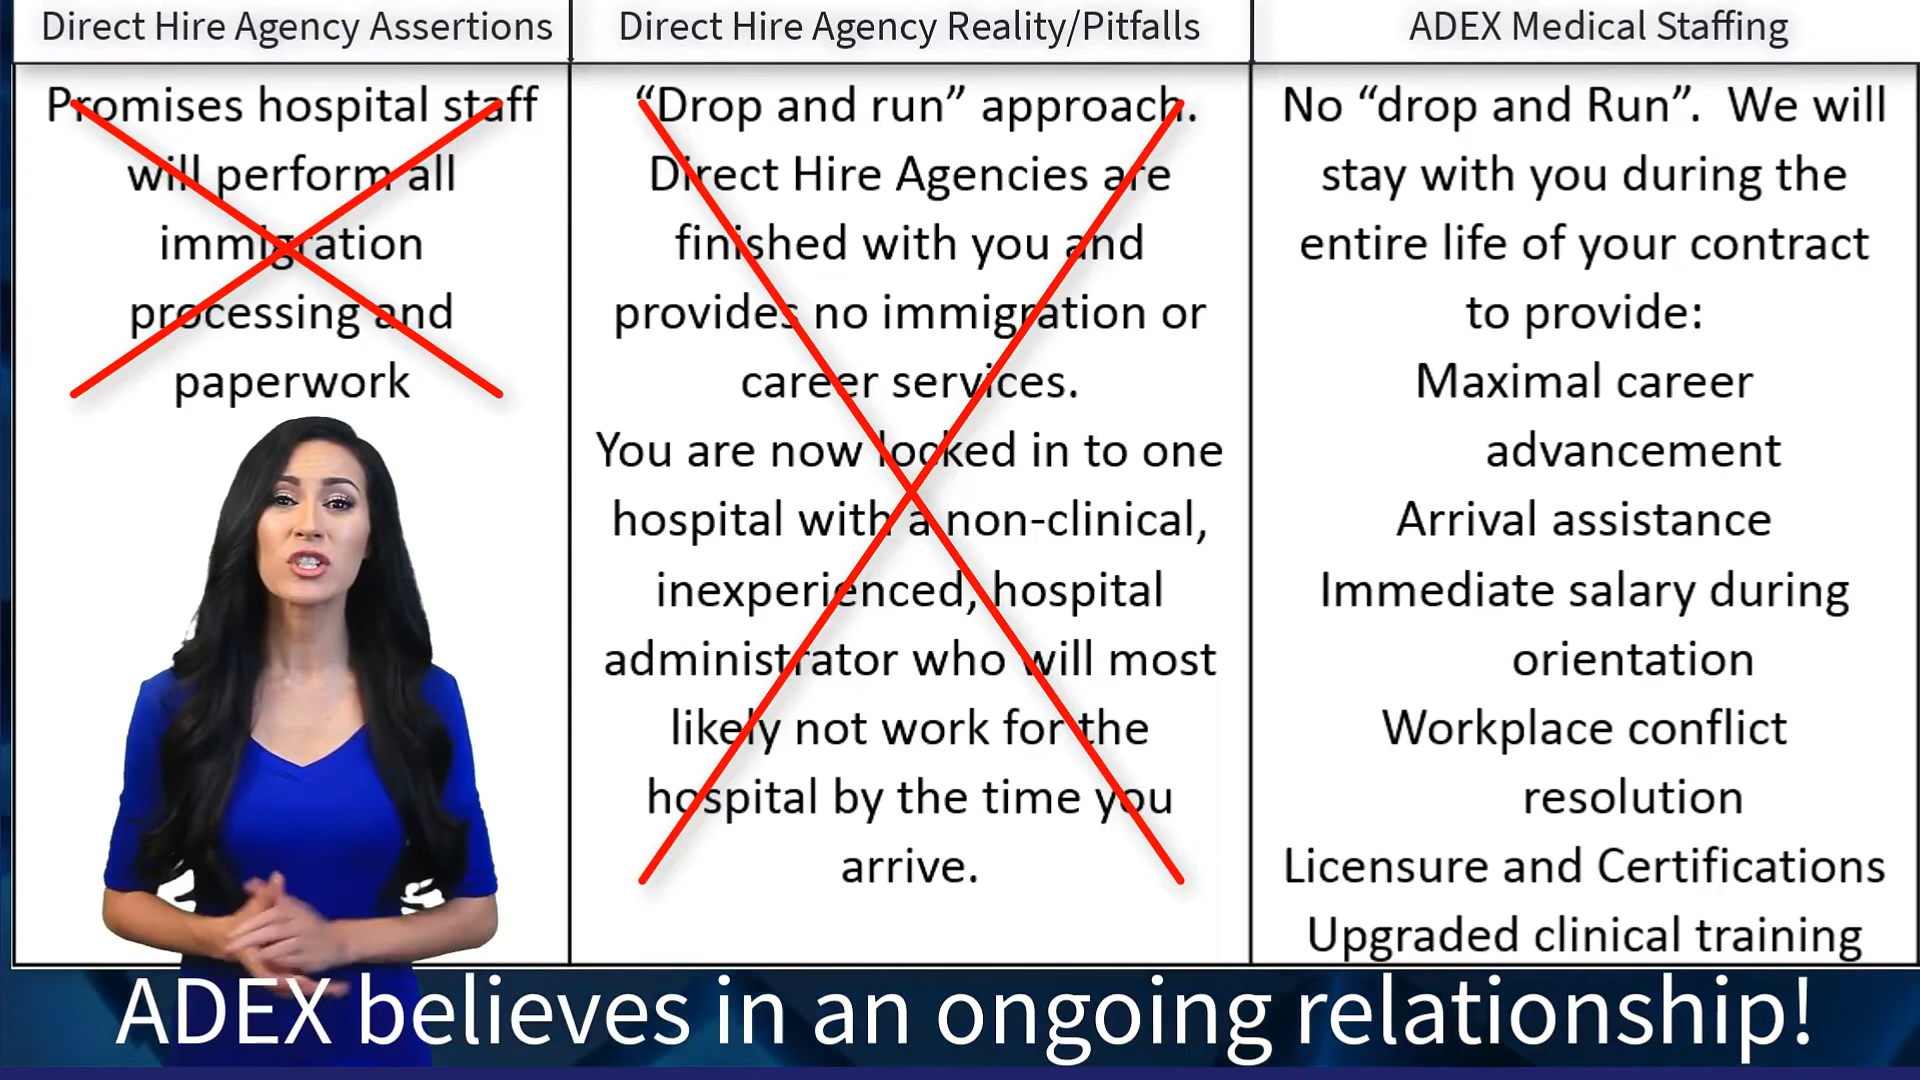 Direct Hire Agency Assertions
Direct Hire Agency Reality/Pitfalls
ADEX Medical Staffing
Promises hospital staff
will perform all
immigration
processing and
paperwork
“Drop and run” approach.
Direct Hire Agencies are
finished with you and
provides no immigration or
career services.
You are now locked in to one
hospital with a non-clinical,
inexperienced, hospital
administrator who will most
likely not work for the
hospital by the time you
arrive.
No “drop and Run”. We will
stay with you during the
entire life of your contract
to provide:
Maximal career
advancement
Arrival assistance
Immediate salary during
orientation
Workplace conflict
resolution
Licensure and Certifications
Upgraded clinical training
ADEX believes in an ongoing relationship!